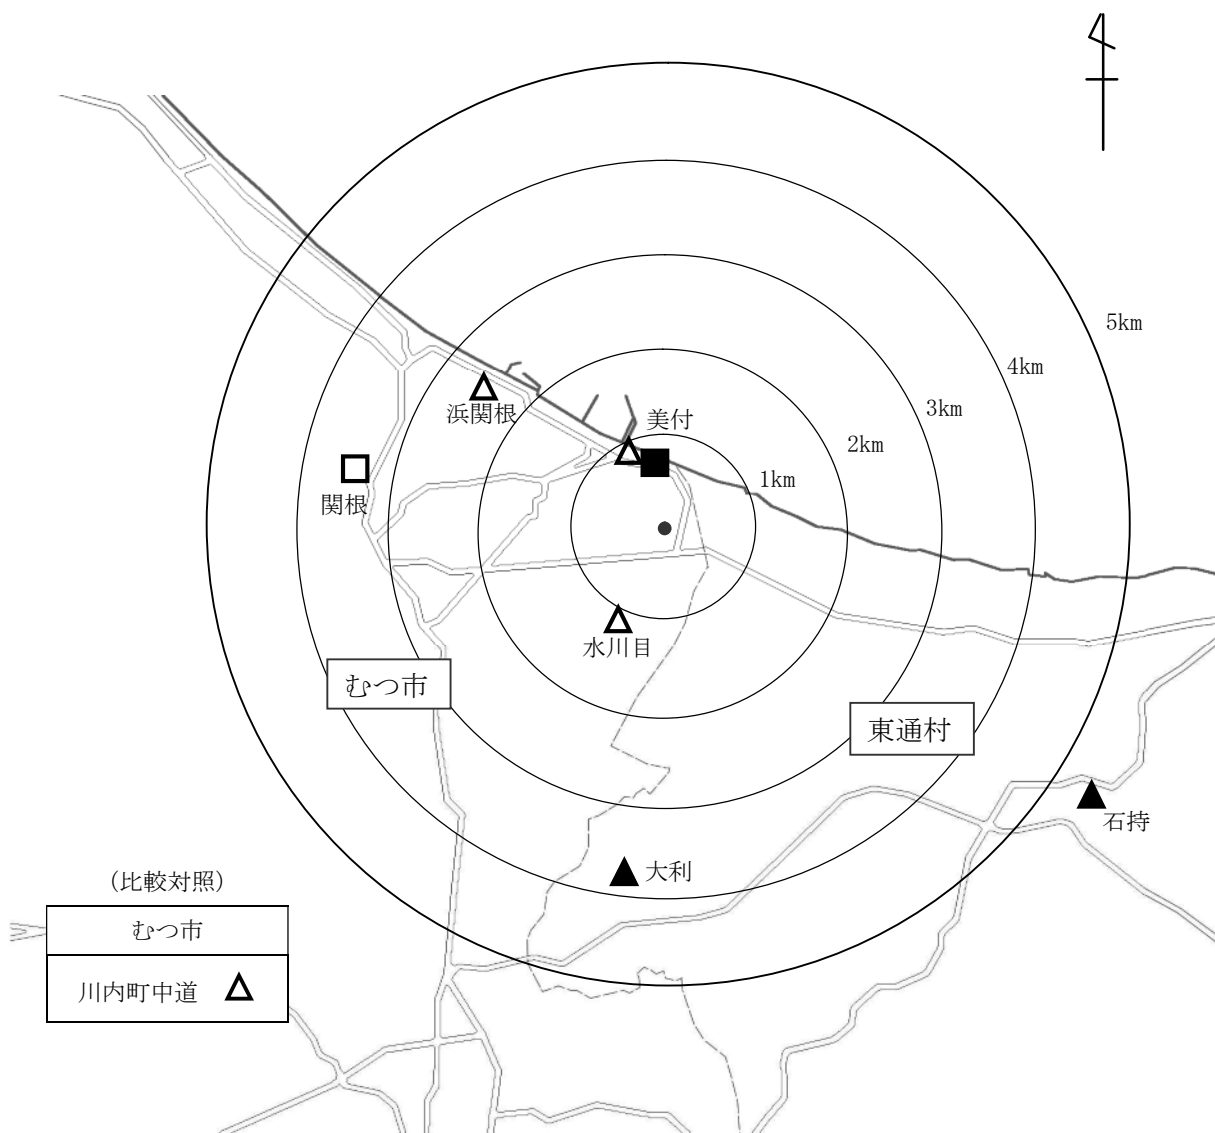 5km
4km
3km
2km
1km
美付
浜関根
関根
水川目
むつ市
東通村
石持
大利
(比較対照)
むつ市
川内町中道